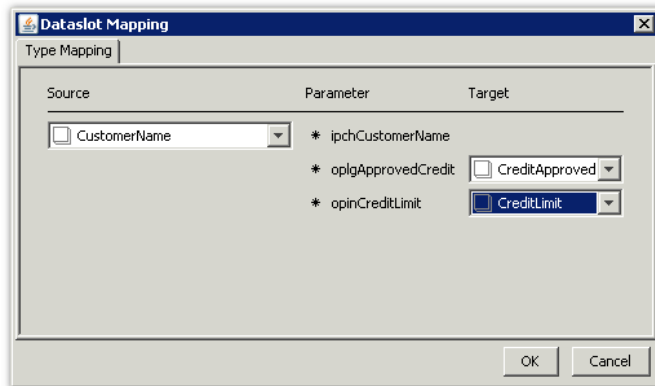 Dataslot Mapping
Type Mapping
Source Parameter Target
CustomerName * ipchCustomerName
* oplgApprovedCredit CreditApproved
* opinCreditLimit CreditLimit
OK Cancel